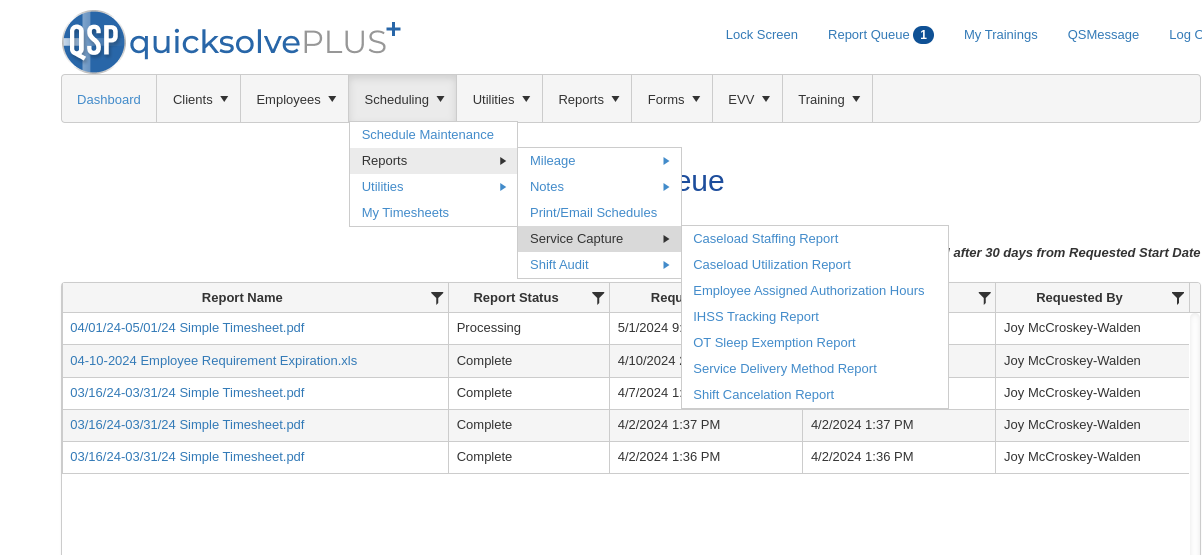 QSP quicksolvePLUS+
Lock Screen Report Queue 1 My Trainings QSMessage Log
Dashboard Clients Employees Scheduling Utilities Reports Forms EVV Training
Schedule Maintenance
Reports Mileage
Utilities Notes
My Timesheets Print/Email Schedules
Service Capture Caseload Staffing Report
after 30 days from Requested Start Date
Shift Audit Caseload Utilization Report
Employee Assigned Authorization Hours
Report Name Report Status Requested By
IHSS Tracking Report
04/01/24-05/01/24 Simple Timesheet.pdf Processing 5/1/2024 Joy McCroskey-Walden
OT Sleep Exemption Report
04-10-2024 Employee Requirement Expiration.xls Complete 4/10/2024 Joy McCroskey-Walden
Service Delivery Method Report
03/16/24-03/31/24 Simple Timesheet.pdf Complete 4/7/2024 Joy McCroskey-Walden
Shift Cancelation Report
03/16/24-03/31/24 Simple Timesheet.pdf Complete 4/2/2024 1:37 PM 4/2/2024 1:37 PM Joy McCroskey-Walden
03/16/24-03/31/24 Simple Timesheet.pdf Complete 4/2/2024 1:36 PM 4/2/2024 1:36 PM Joy McCroskey-Walden